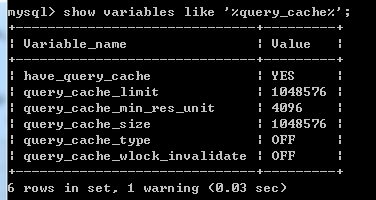 mysql> show variables like '%query_cache%';
+------------------------------+---------+
| Variable_name                | Value   |
+------------------------------+---------+
| have_query_cache             | YES     |
| query_cache_limit            | 1048576 |
| query_cache_min_res_unit     | 4096    |
| query_cache_size             | 1048576 |
| query_cache_type             | OFF     |
| query_cache_wlock_invalidate | OFF     |
+------------------------------+---------+
6 rows in set, 1 warning (0.03 sec)